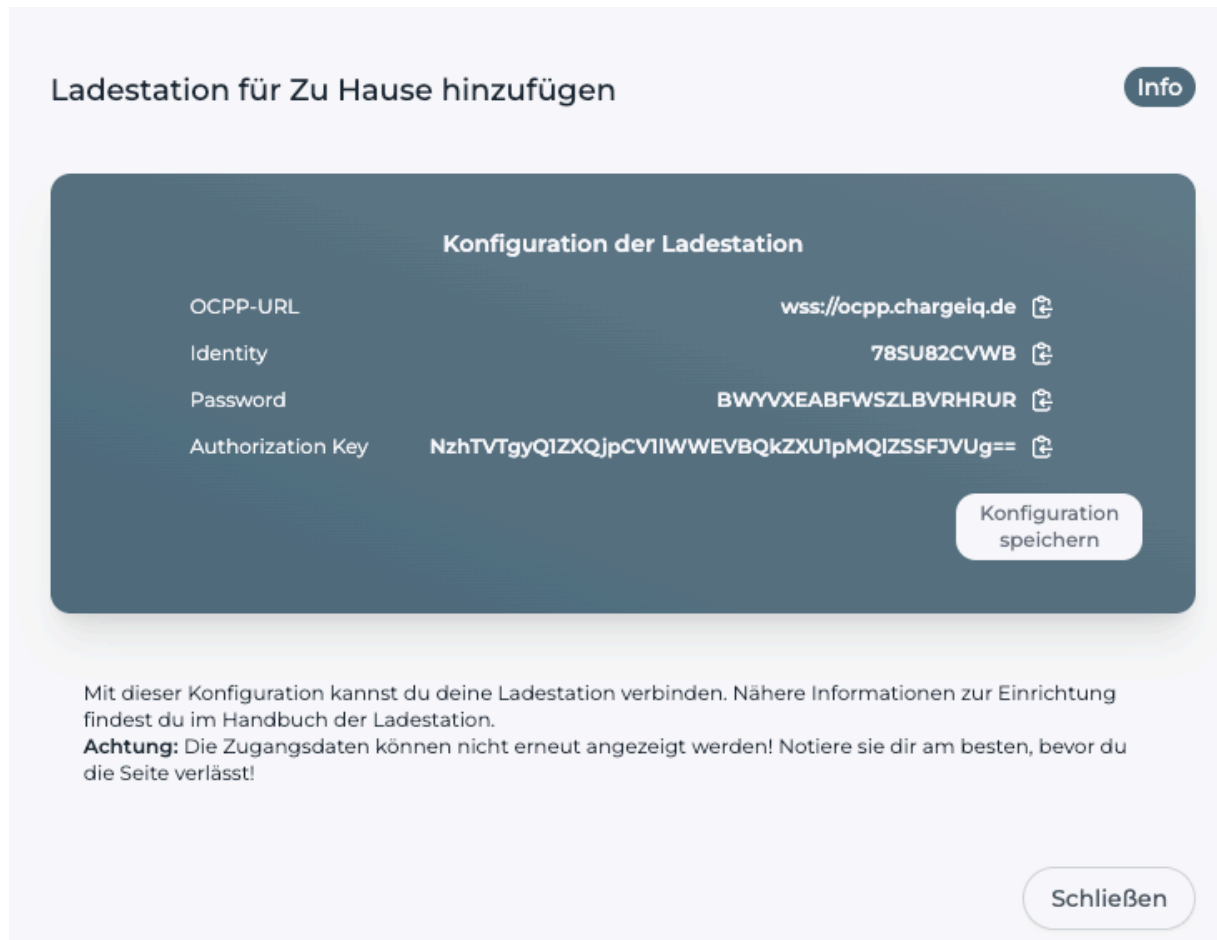 Ladestation für Zu Hause hinzufügen
Info
Konfiguration der Ladestation
OCPP-URL wss://ocpp.chargeiq.de
Identity 78SU82CVWB
Password BWYVXEABFWSZLBVRHRUR
Authorization Key NzhTVTgyQ1ZXQjpCV1lWWEVBQkZXU1pMQlZSSFJVUg==
Konfiguration
speichern
Mit dieser Konfiguration kannst du deine Ladestation verbinden. Nähere Informationen zur Einrichtung
findest du im Handbuch der Ladestation.
Achtung: Die Zugangsdaten können nicht erneut angezeigt werden! Notiere sie dir am besten, bevor du
die Seite verlässt!
Schließen